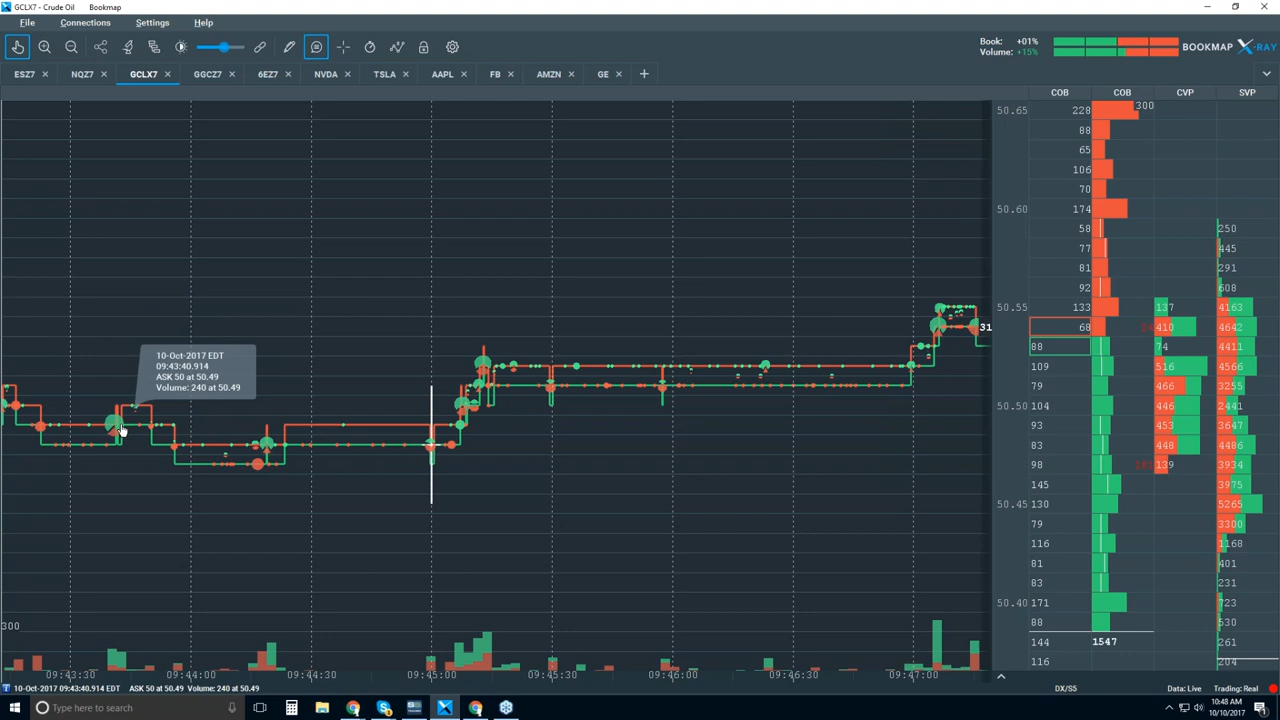 GCLX7 - Crude Oil Bookmap
File Connections Settings Help
Book: +01%
Volume: +15%
BOOKMAP X-RAY
ESZ7 NQZ7 GCLX7 GGCZ7 6EZ7 NVDA TSLA AAPL FB AMZN GE
COB COB CVP SVP
50.65 228 300
88
65
106
70
50.60 174
58 250
77 445
81 291
92 608
50.55 133 137 4163
31 68 410 4642
88 74 4411
109 516 4566
79 466 3255
50.50 104 446 2441
93 453 3647
83 448 4486
98 139 3934
145 3975
50.45 130 5265
79 3300
116 1168
81 401
83 231
50.40 171 723
88 530
144 1547 261
116 204
10-Oct-2017 EDT
09:43:40.914
ASK 50 at 50.49
Volume: 240 at 50.49
300
09:43:30 09:44:00 09:44:30 09:45:00 09:45:30 09:46:00 09:46:30 09:47:00
10-Oct-2017 09:43:40.914 EDT ASK 50 at 50.49 Volume: 240 at 50.49
DX/S5 Data: Live Trading: Real
Type here to search
10:48 AM
10/10/2017